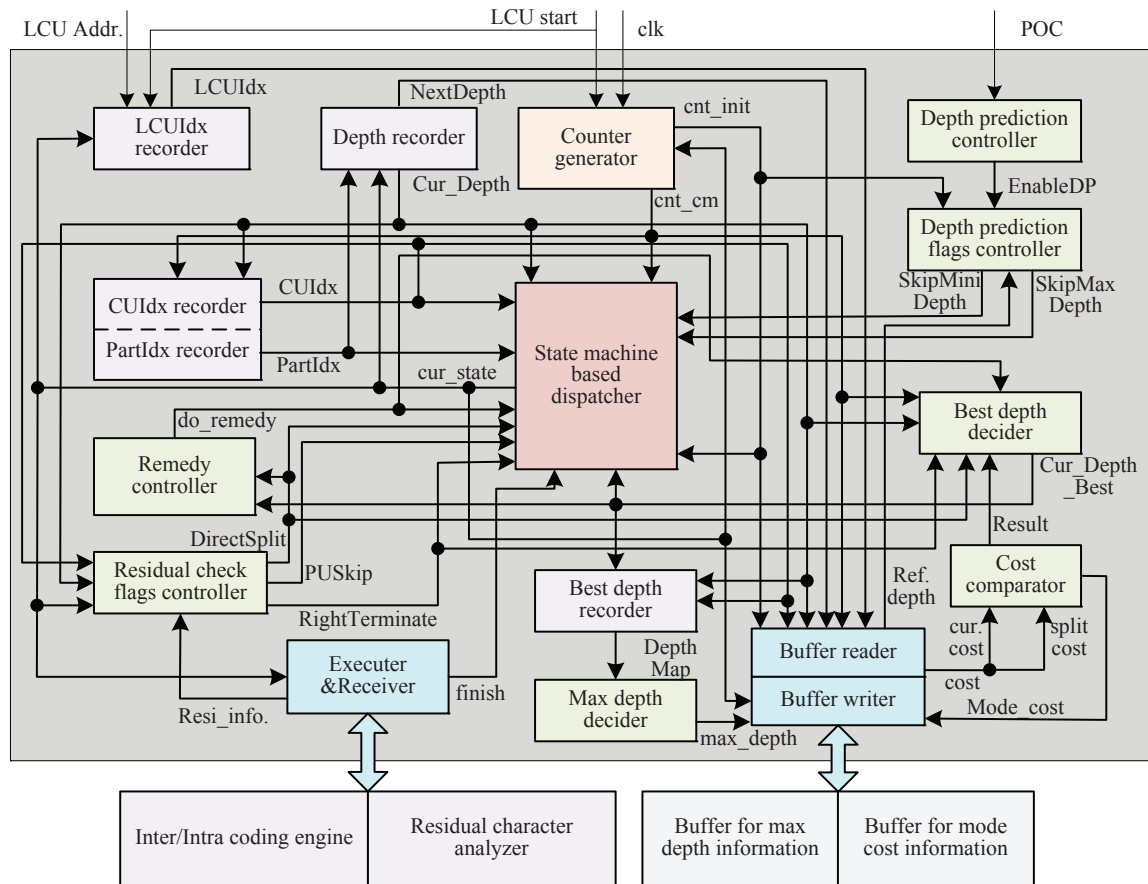 LCU start
LCU Addr.
clk
POC
LCUIdx
NextDepth
cnt_init
LCUIdx
recorder
Depth recorder
Counter
generator
Depth prediction
controller
Cur_Depth
cnt_cm
EnableDP
Depth prediction
flags controller
CUIdx recorder
CUIdx
SkipMini
Depth
SkipMax
Depth
PartIdx recorder
PartIdx
State machine
based
dispatcher
cur_state
do_remedy
Best depth
decider
Remedy
controller
Cur_Depth
_Best
DirectSplit
Result
Residual check
flags controller
PUSkip
RightTerminate
Best depth
recorder
Ref.
depth
Cost
comparator
cur.
cost
split
cost
Executer
&Receiver
Depth
Map
Buffer reader
cost
Resi_info.
finish
Max depth
decider
Buffer writer
Mode_cost
max_depth
Inter/Intra coding engine
Residual character
analyzer
Buffer for max
depth information
Buffer for mode
cost information